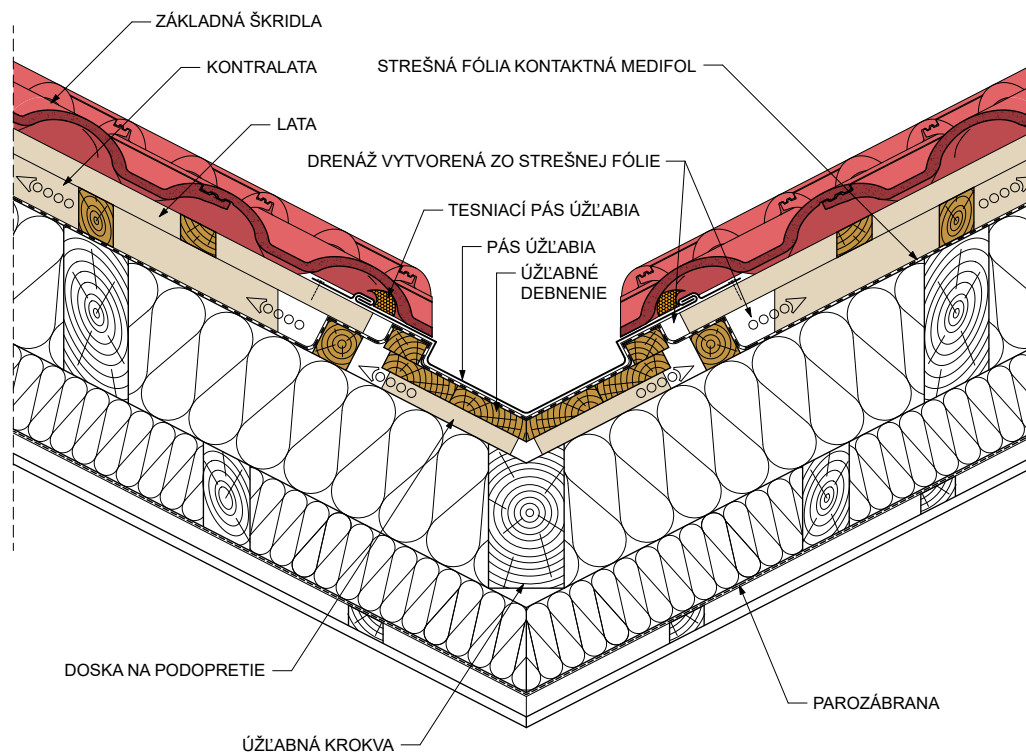 ZÁKLADNÁ ŠKRIDLA
KONTRALATA
STREŠNÁ FÓLIA KONTAKTNÁ MEDIFOL
LATA
DRENÁŽ VYTVORENÁ ZO STREŠNEJ FÓLIE
TESNIACI PÁS ÚŽĽABIA
PÁS ÚŽĽABIA
ÚŽĽABNÉ
DEBNENIE
DOSKA NA PODOPRETIE
PAROZÁBRANA
ÚŽĽABNÁ KROKVA